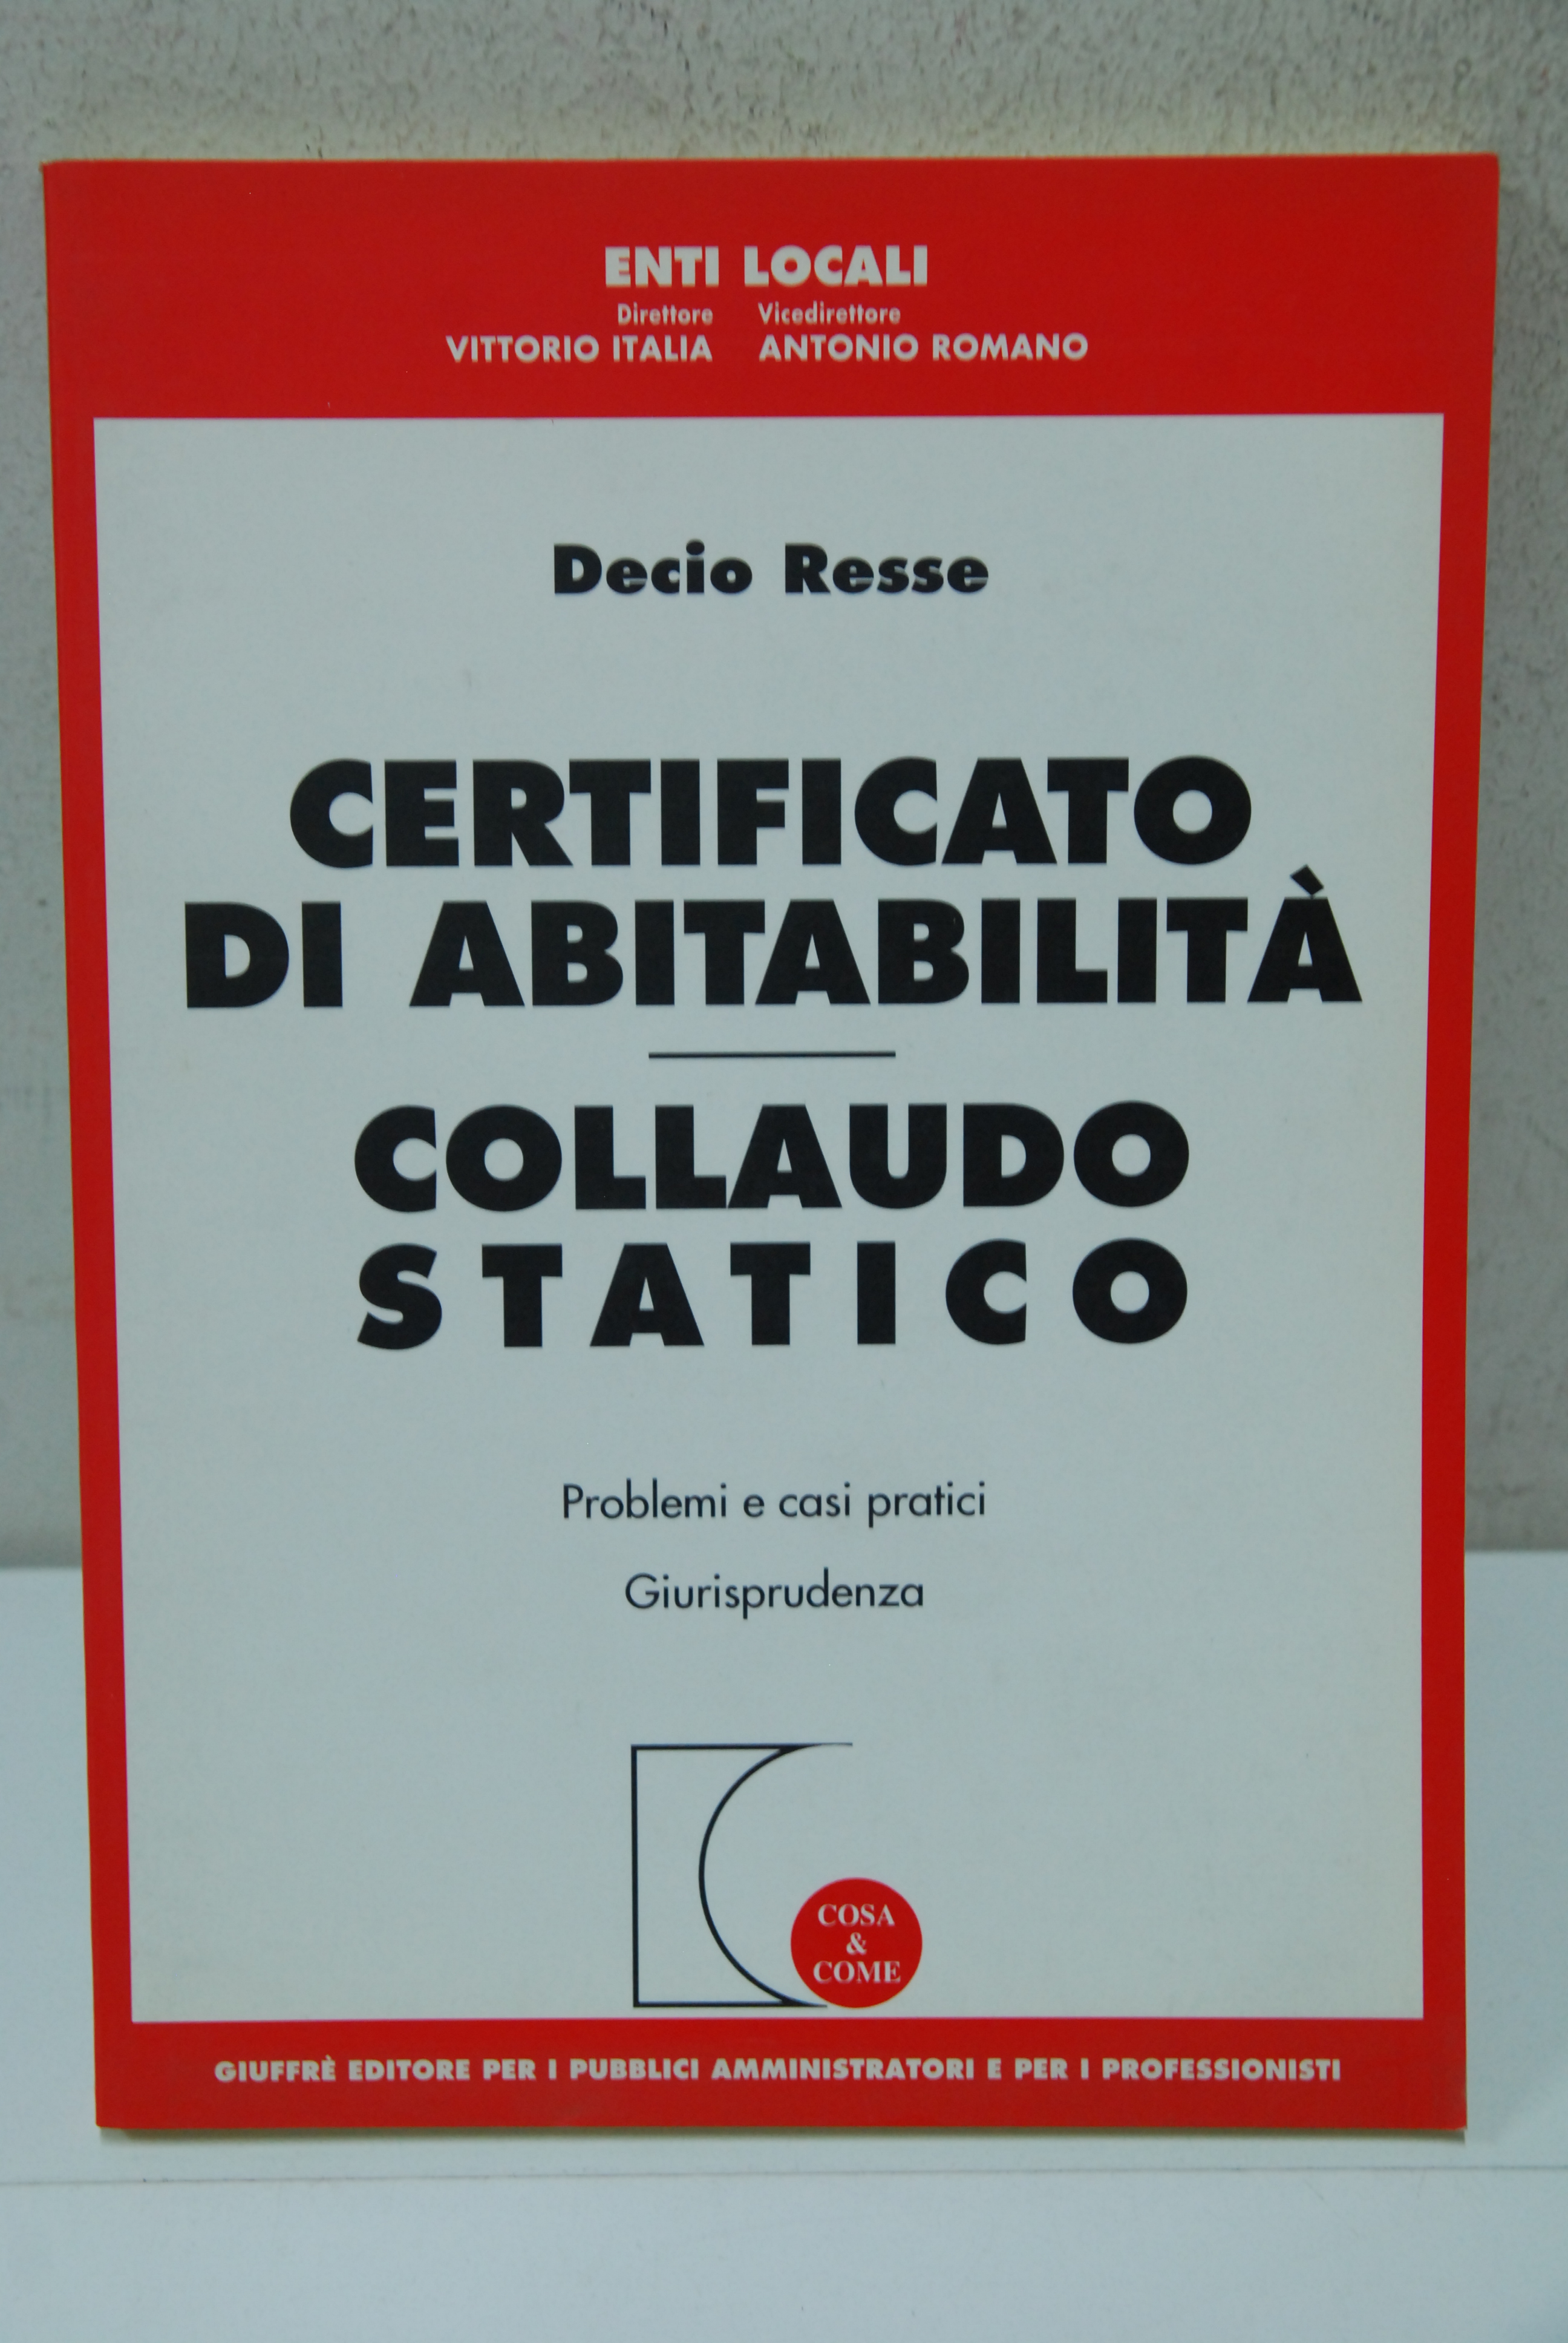 ENTI LOCALI
Direttore Vicedirettore
VITTORIO ITALIA ANTONIO ROMANO
Decio Resse
CERTIFICATO
DI ABITABILITÀ
COLLAUDO
STATICO
Problemi e casi pratici
Giurisprudenza
COSA
&
COME
GIUFFRÈ EDITORE PER I PUBBLICI AMMINISTRATORI E PER I PROFESSIONISTI